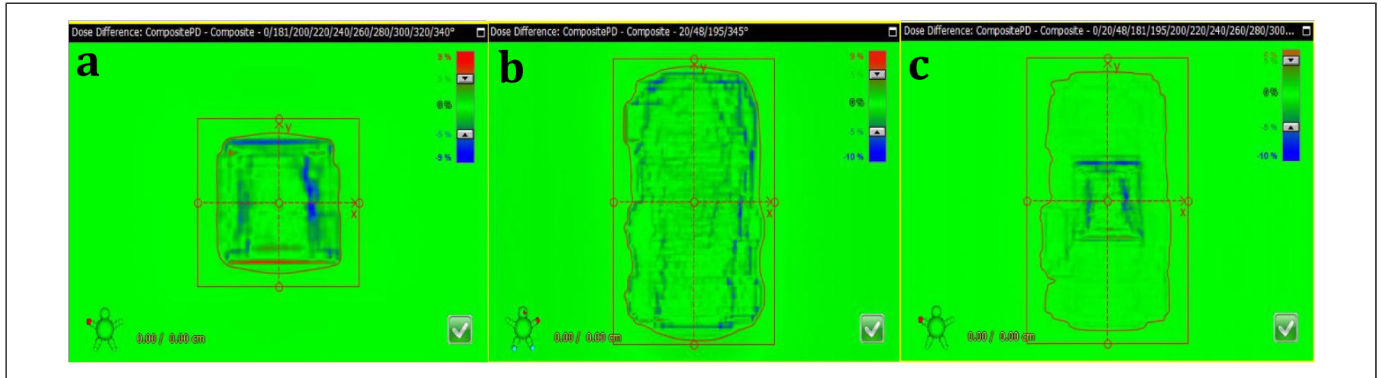 Dose Difference: CompositePD - Composite - 0/181/200/220/240/260/280/300/320/340°
a
9 %
0%
-9 %
Y
X
0.00 / 0.00 cm
Dose Difference: CompositePD - Composite - 20/48/195/345°
b
9 %
0%
-5 %
-10 %
Y
X
0.00 / 0.00 cm
Dose Difference: CompositePD - Composite - 0/20/48/181/195/200/220/240/260/280/300...
c
0%
-5 %
-10 %
Y
X
0.00 / 0.00 cm